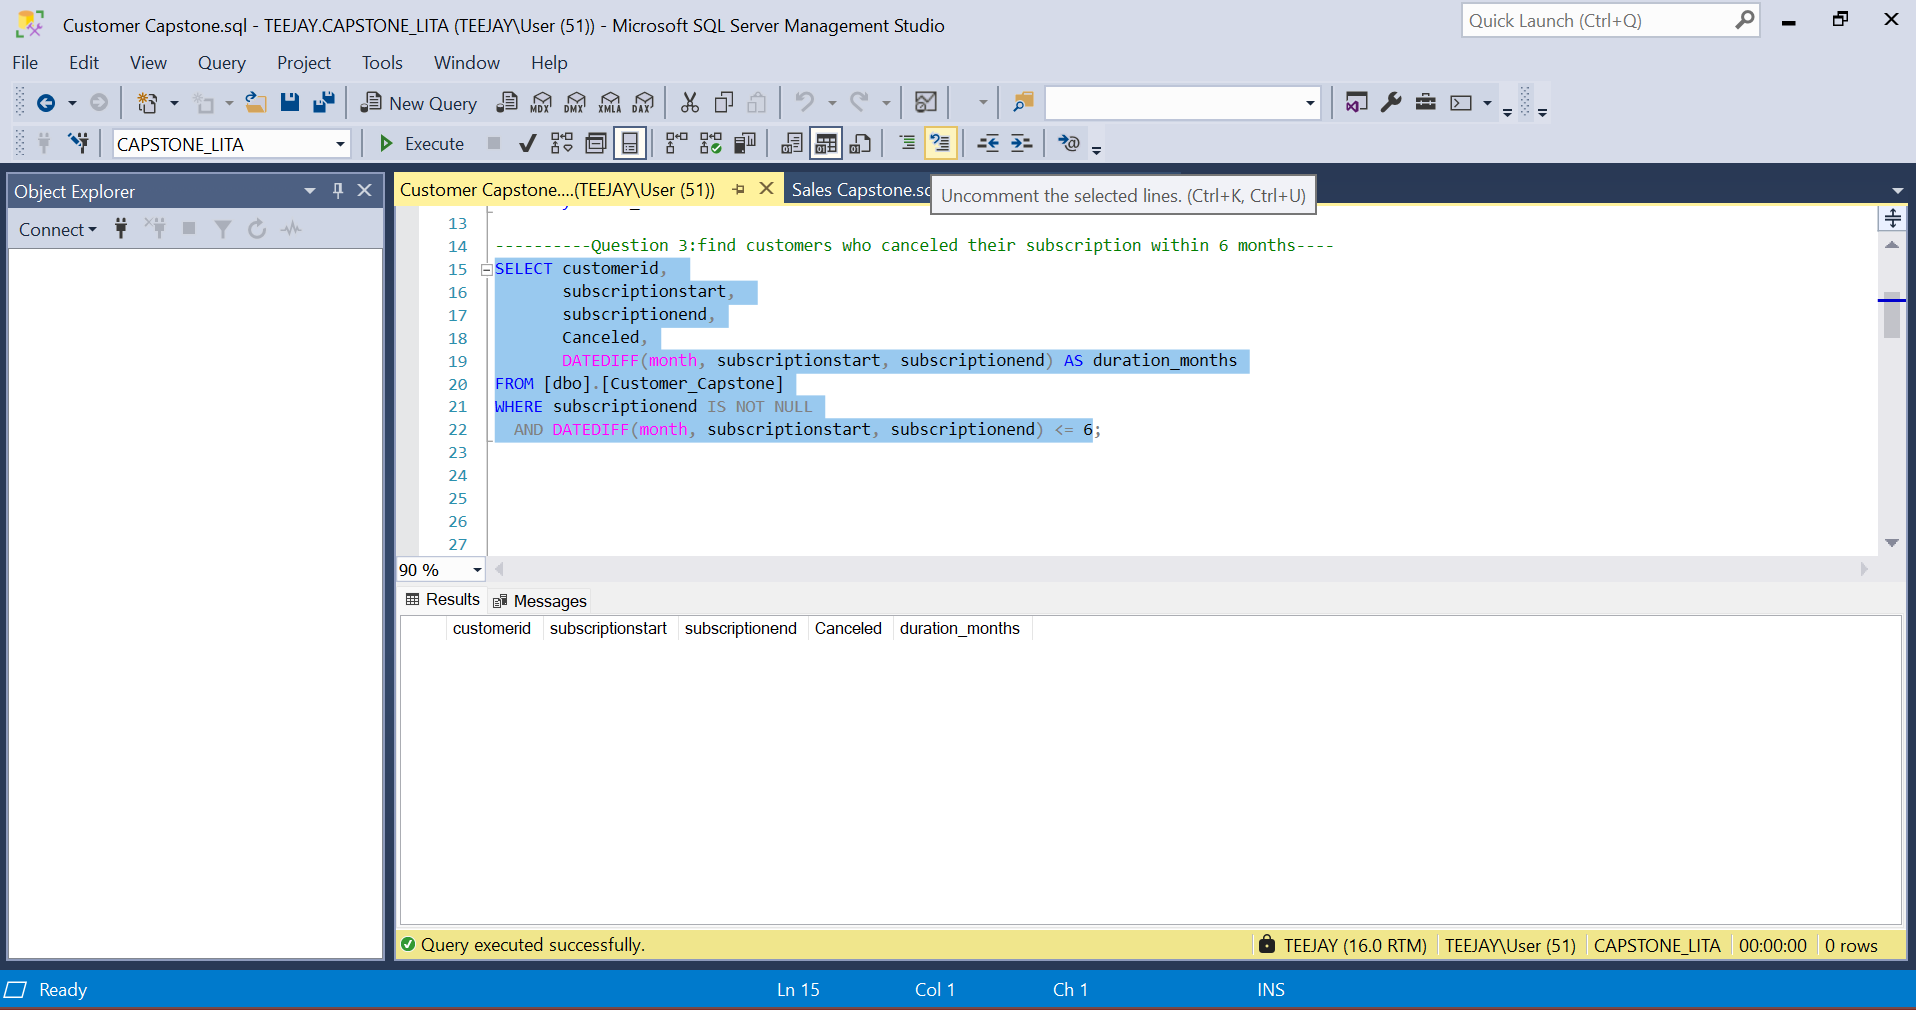 Customer Capstone.sql - TEEJAY.CAPSTONE_LITA (TEEJAY\User (51)) - Microsoft SQL Server Management Studio
Quick Launch (Ctrl+Q)
File Edit View Query Project Tools Window Help
New Query MDX DMX XMLA DAX
CAPSTONE_LITA Execute
Object Explorer
Customer Capstone....(TEEJAY\User (51)) Sales Capstone.sq
Uncomment the selected lines. (Ctrl+K, Ctrl+U)
Connect
13
14 ----------Question 3:find customers who canceled their subscription within 6 months----
15 SELECT customerid,
16 subscriptionstart,
17 subscriptionend,
18 Canceled,
19 DATEDIFF(month, subscriptionstart, subscriptionend) AS duration_months
20 FROM [dbo].[Customer_Capstone]
21 WHERE subscriptionend IS NOT NULL
22 AND DATEDIFF(month, subscriptionstart, subscriptionend) <= 6;
23
24
25
26
27
90 %
Results Messages
customerid subscriptionstart subscriptionend Canceled duration_months
Query executed successfully. TEEJAY (16.0 RTM) TEEJAY\User (51) CAPSTONE_LITA 00:00:00 0 rows
Ready Ln 15 Col 1 Ch 1 INS